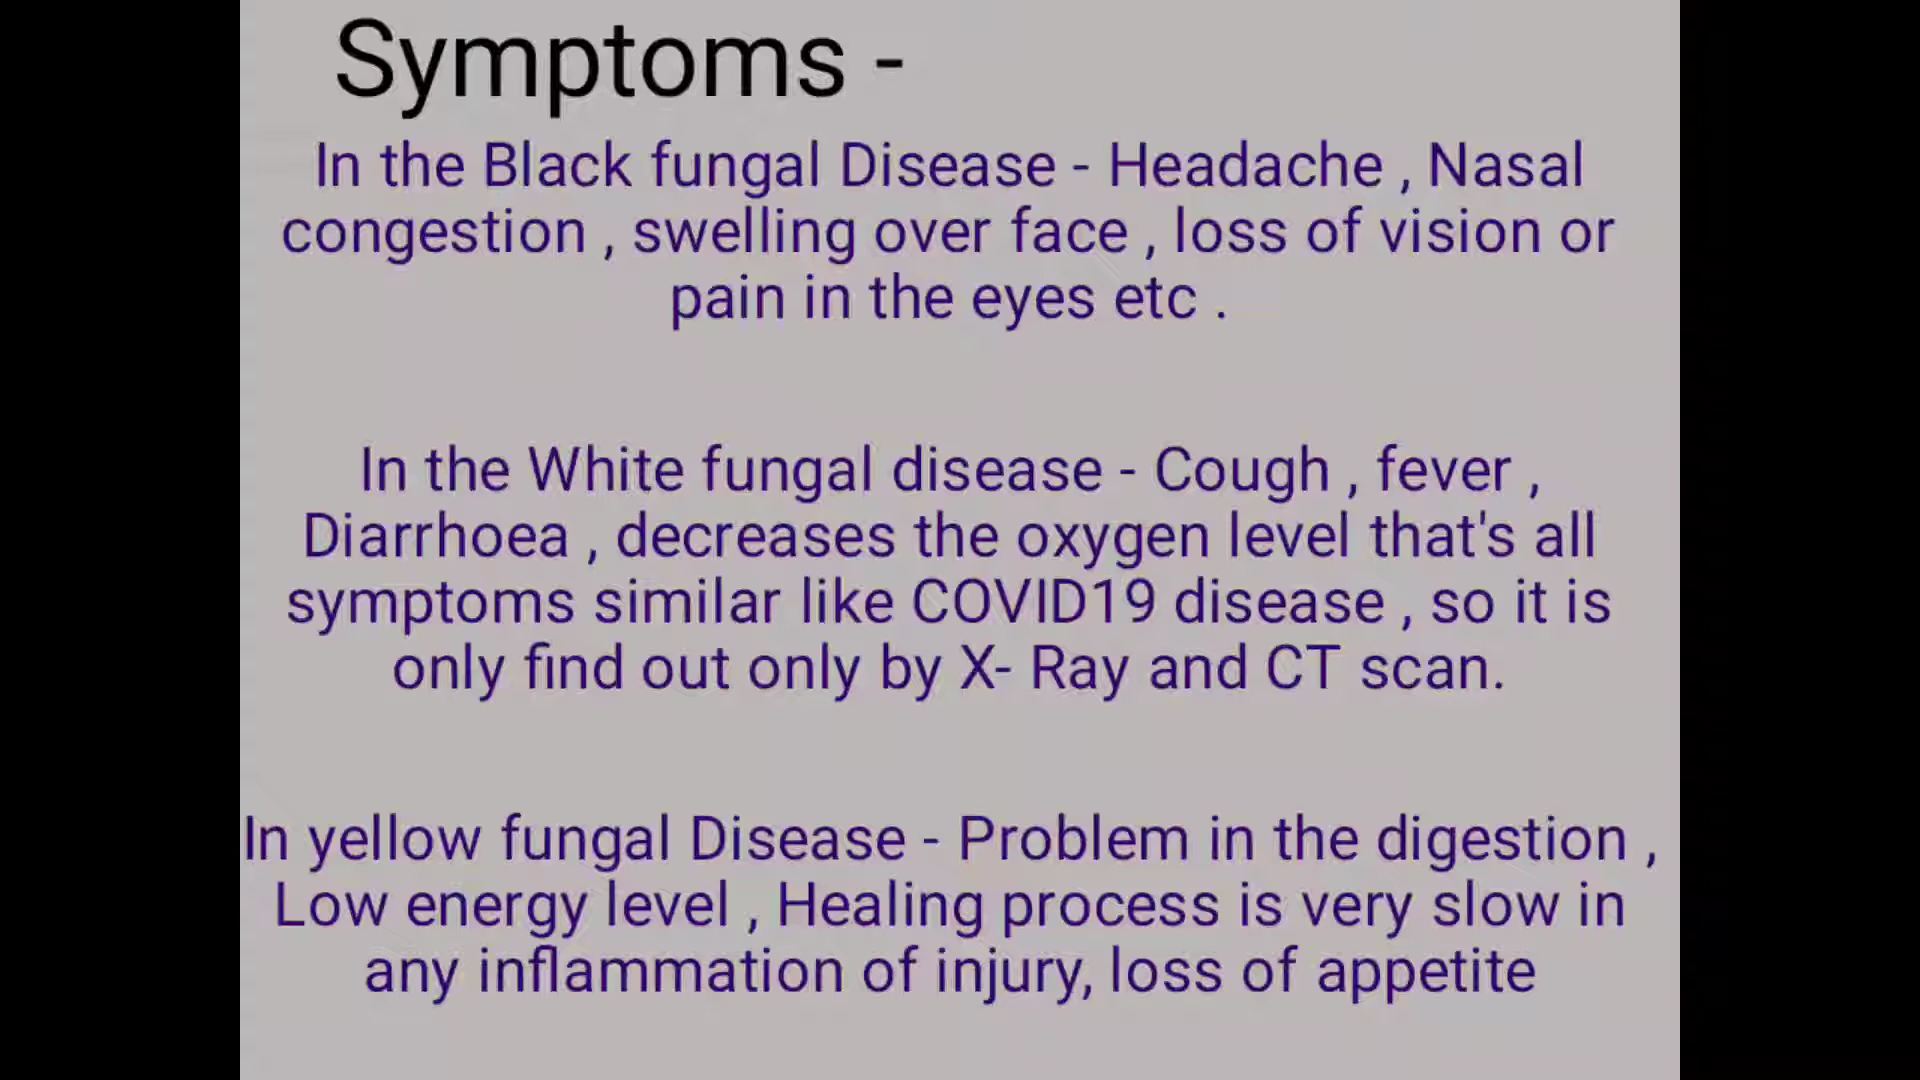 Symptoms -
In the Black fungal Disease - Headache , Nasal
congestion , swelling over face , loss of vision or
pain in the eyes etc .
In the White fungal disease - Cough , fever ,
Diarrhoea , decreases the oxygen level that's all
symptoms similar like COVID19 disease , so it is
only find out only by X- Ray and CT scan.
In yellow fungal Disease - Problem in the digestion ,
Low energy level , Healing process is very slow in
any inflammation of injury, loss of appetite